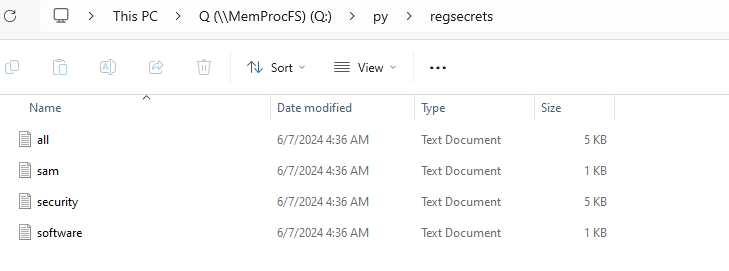 This PC > Q (\\MemProcFS) (Q:) > py > regsecrets
Sort View ...
Name Date modified Type Size
all 6/7/2024 4:36 AM Text Document 5 KB
sam 6/7/2024 4:36 AM Text Document 1 KB
security 6/7/2024 4:36 AM Text Document 5 KB
software 6/7/2024 4:36 AM Text Document 1 KB